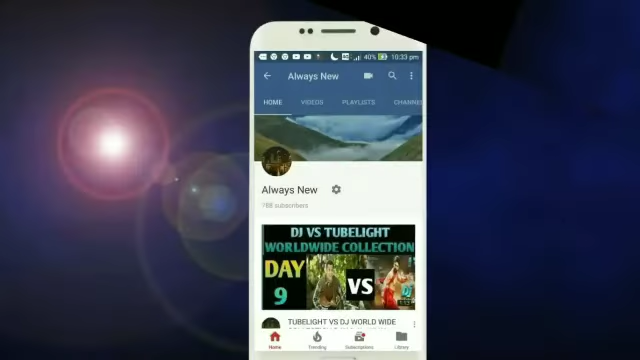 40% 10:33 pm
Always New
HOME VIDEOS PLAYLISTS CHANNE
Always New
788 subscribers
DJ VS TUBELIGHT
WORLDWIDE COLLECTION
DAY
9
VS
TUBELIGHT VS DJ WORLD WIDE
Home Trending Subscriptions Library